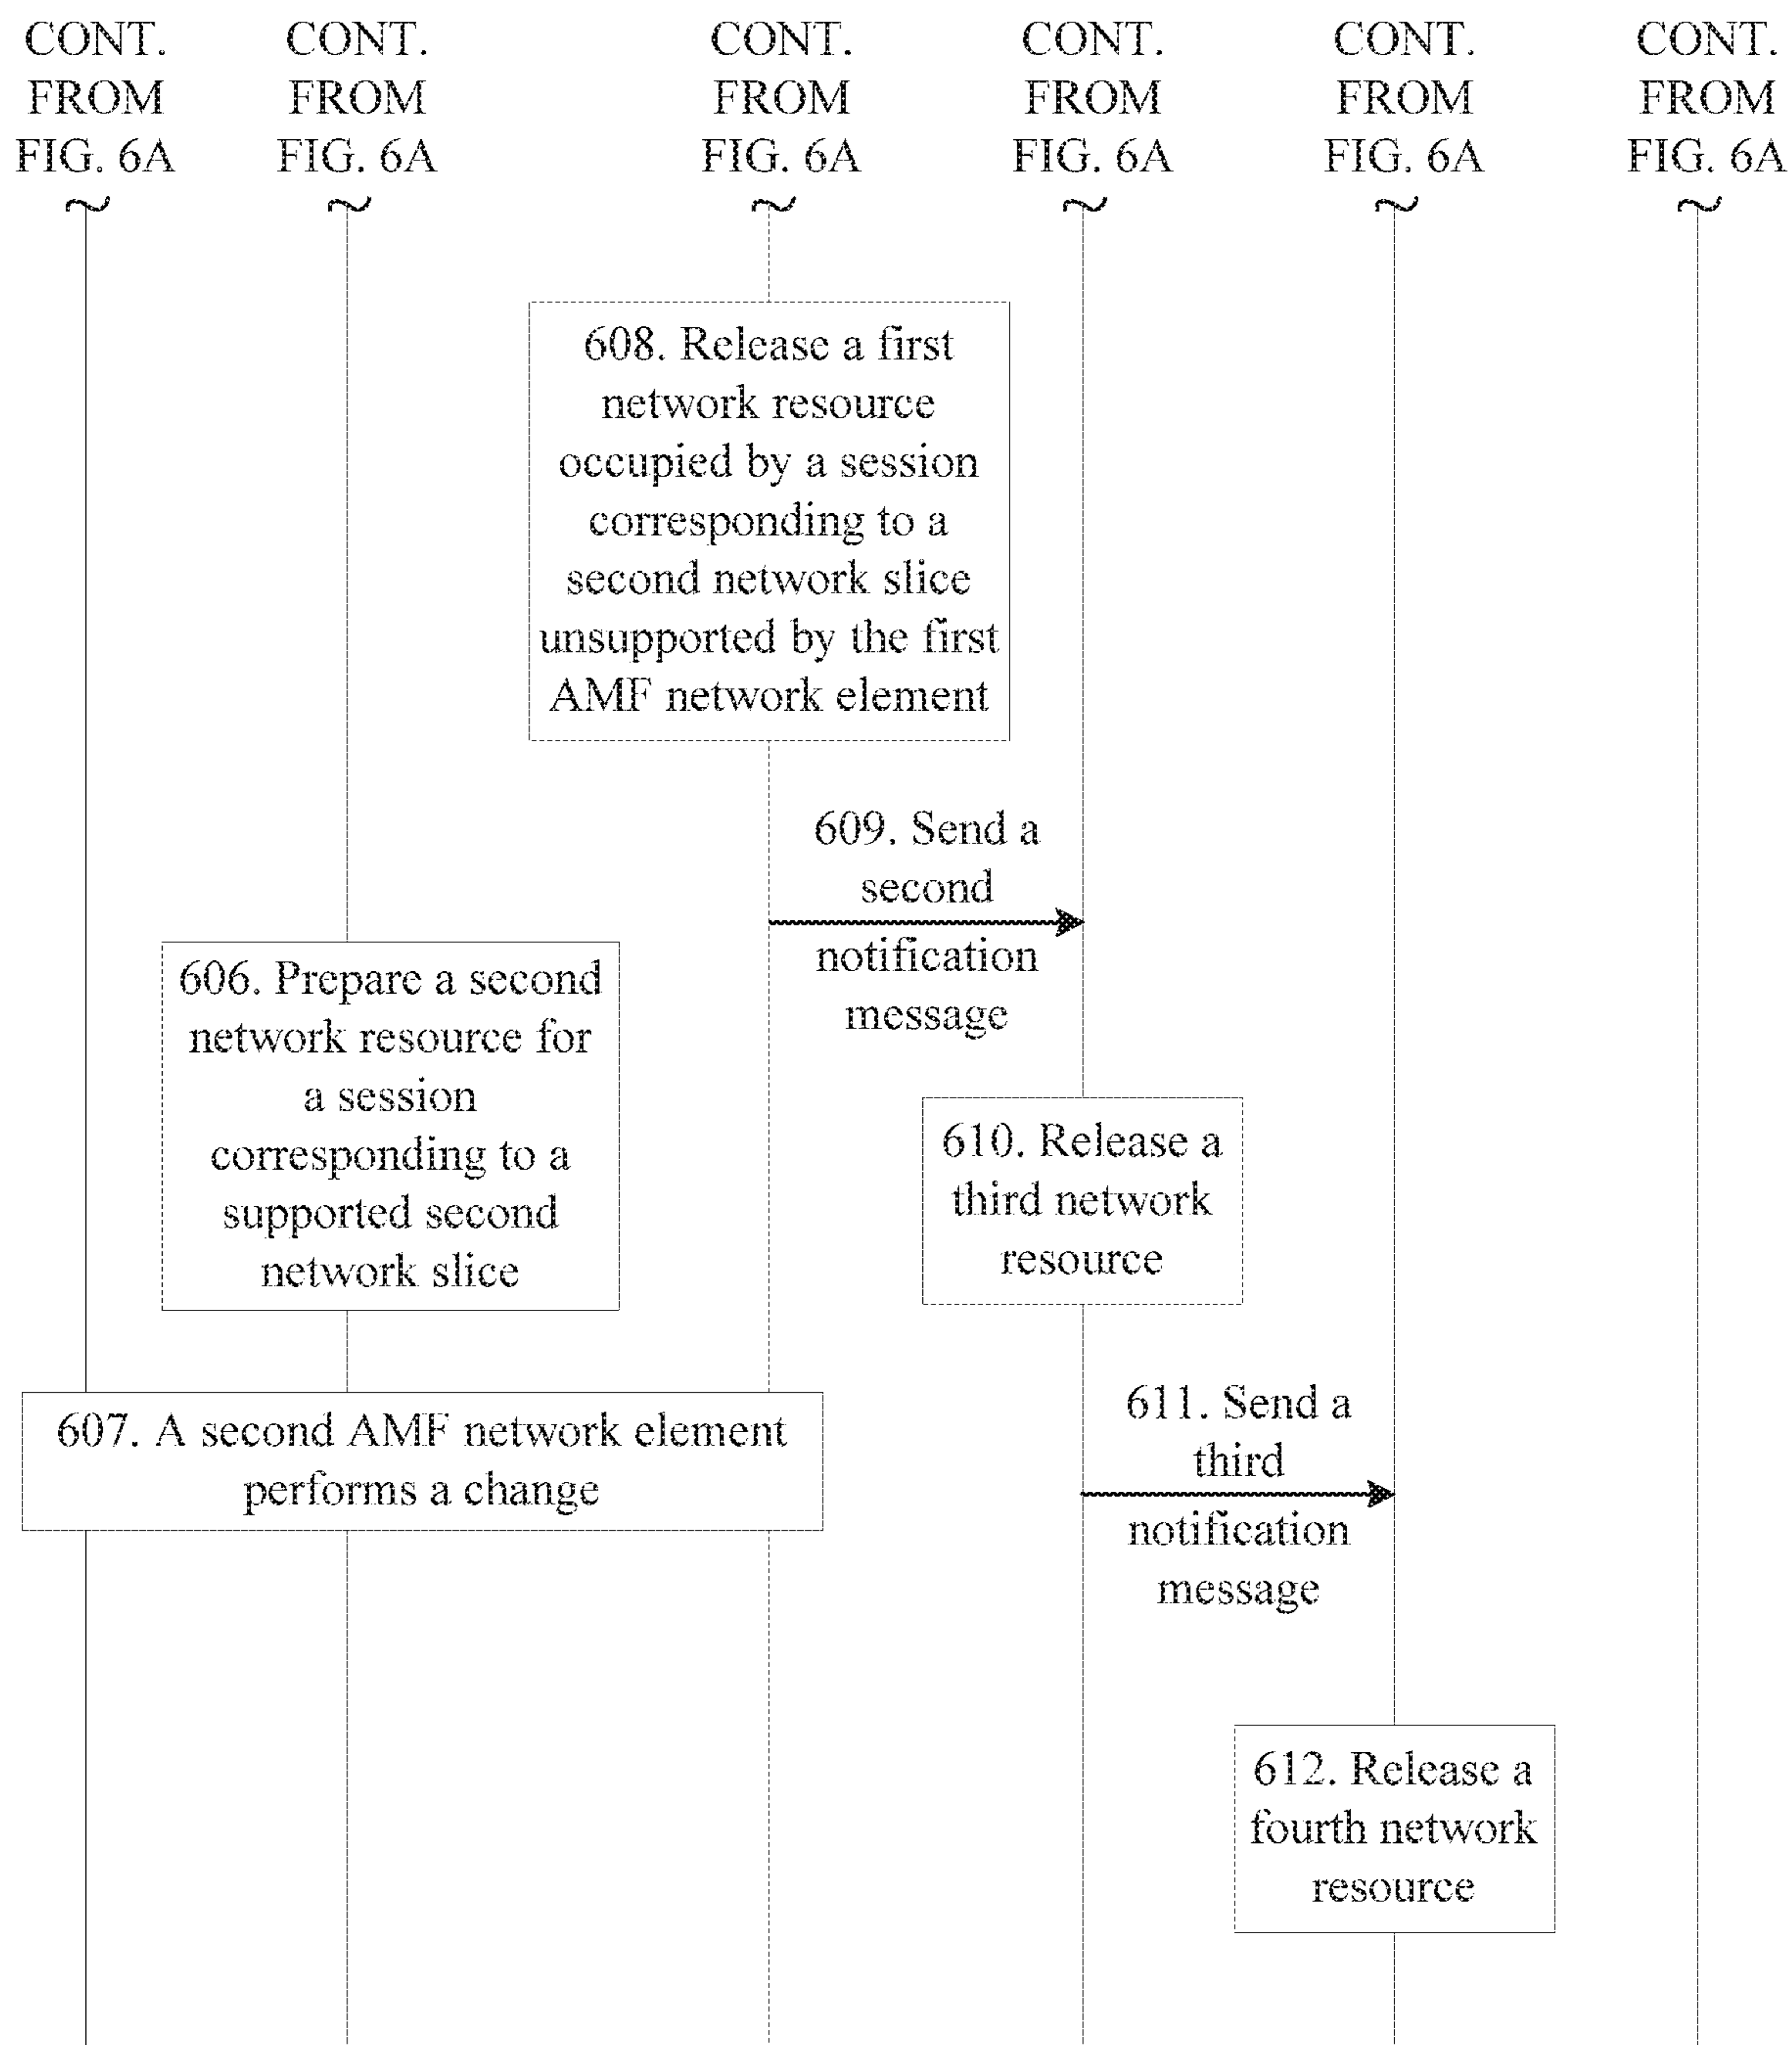 CONT.
FROM
FIG. 6A
CONT.
FROM
FIG. 6A
CONT.
FROM
FIG. 6A
CONT.
FROM
FIG. 6A
CONT.
FROM
FIG. 6A
CONT.
FROM
FIG. 6A
608. Release a first
network resource
occupied by a session
corresponding to a
second network slice
unsupported by the first
AMF network element
609. Send a
second
notification
message
606. Prepare a second
network resource for
a session
corresponding to a
supported second
network slice
610. Release a
third network
resource
607. A second AMF network element
performs a change
611. Send a
third
notification
message
612. Release a
fourth network
resource